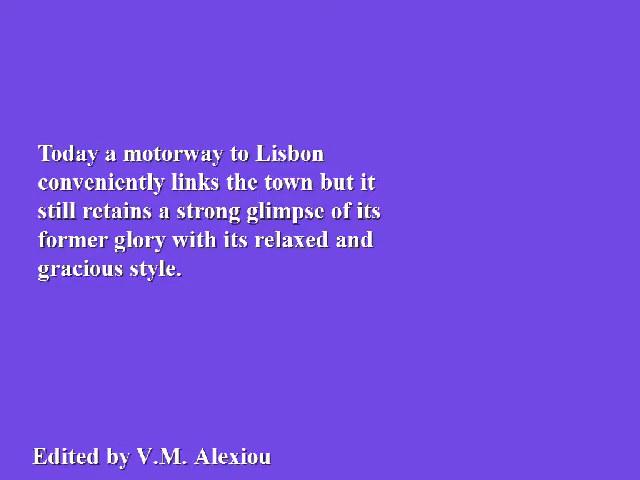 Today a motorway to Lisbon
conveniently links the town but it
still retains a strong glimpse of its
former glory with its relaxed and
gracious style.
Edited by V.M. Alexiou